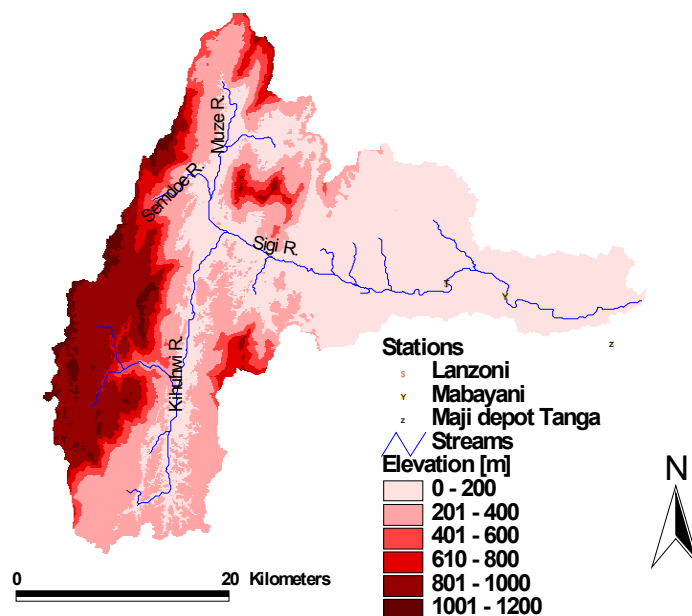 Muze R.
Semdoe R.
Sigi R.
Kihuhwi R.
S
Y
z
Stations
S Lanzoni
Y Mabayani
z Maji depot Tanga
Streams
Elevation [m]
0 - 200
201 - 400
401 - 600
610 - 800
801 - 1000
1001 - 1200
N
0 20 Kilometers